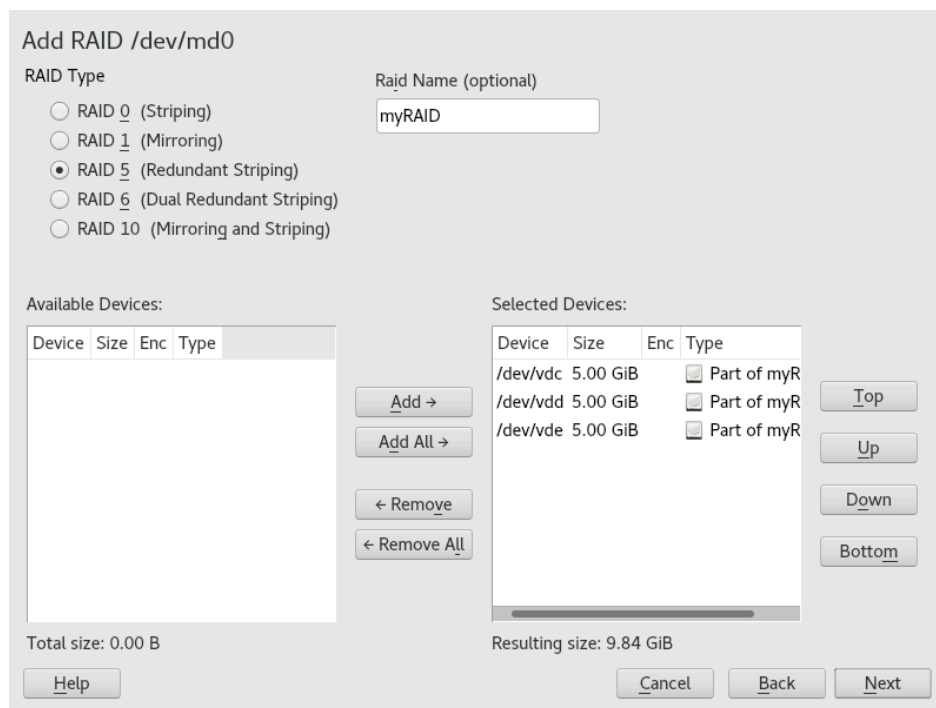 Add RAID /dev/md0
RAID Type
Raid Name (optional)
RAID 0 (Striping)
myRAID
RAID 1 (Mirroring)
RAID 5 (Redundant Striping)
RAID 6 (Dual Redundant Striping)
RAID 10 (Mirroring and Striping)
Available Devices:
Device Size Enc Type
Total size: 0.00 B
Add →
Add All →
← Remove
← Remove All
Selected Devices:
Device Size Enc Type
/dev/vdc 5.00 GiB Part of myR
/dev/vdd 5.00 GiB Part of myR
/dev/vde 5.00 GiB Part of myR
Resulting size: 9.84 GiB
Top
Up
Down
Bottom
Help
Cancel
Back
Next